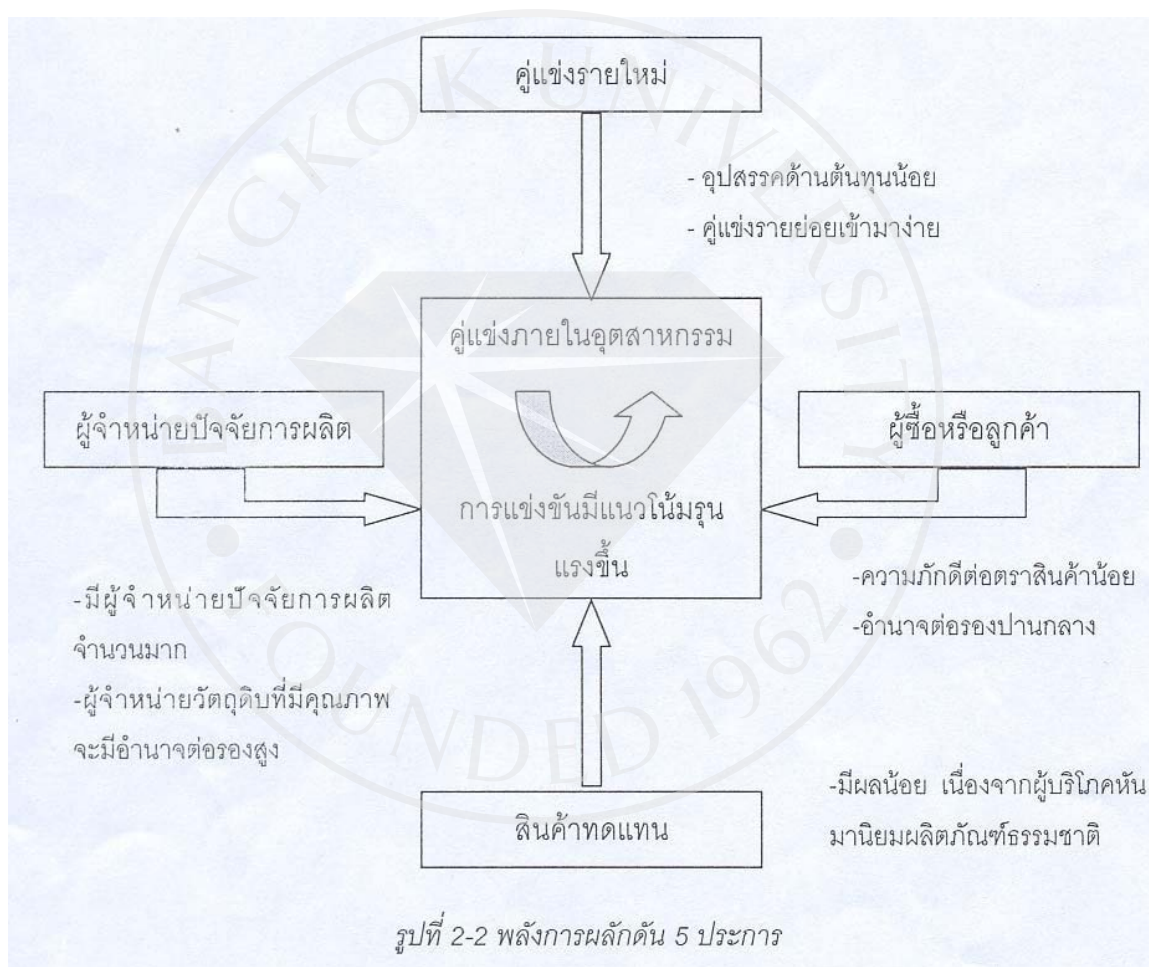 คู่แข่งรายใหม่
- อุปสรรคด้านต้นทุนน้อย
- คู่แข่งรายย่อยเข้ามาง่าย
คู่แข่งภายในอุตสาหกรรม
ผู้จำหน่ายปัจจัยการผลิต
ผู้ซื้อหรือลูกค้า
การแข่งขันมีแนวโน้มรุน
แรงขึ้น
-มีผู้จำหน่ายปัจจัยการผลิต
จำนวนมาก
-ผู้จำหน่ายวัตถุดิบที่มีคุณภาพ
จะมีอำนาจต่อรองสูง
-ความภักดีต่อตราสินค้าน้อย
-อำนาจต่อรองปานกลาง
สินค้าทดแทน
-มีผลน้อย เนื่องจากผู้บริโภคหัน
มานิยมผลิตภัณฑ์ธรรมชาติ
รูปที่ 2-2 พลังการผลักดัน 5 ประการ
BANGKOK UNIVERSITY
FOUNDED 1962